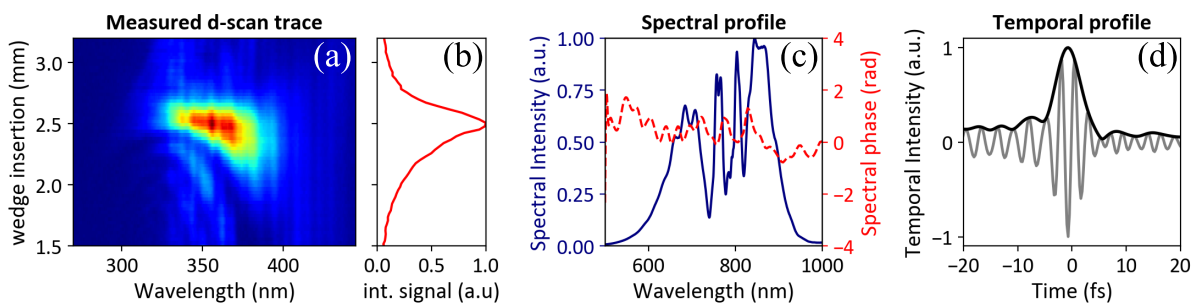 Measured d-scan trace
(a)
wedge insertion (mm)
3.0
2.5
2.0
1.5
300
350
400
Wavelength (nm)
(b)
0.0
0.5
1.0
int. signal (a.u)
Spectral profile
(c)
Spectral Intensity (a.u.)
1.00
0.75
0.50
0.25
0.00
600
800
1000
Wavelength (nm)
4
2
0
−2
−4
Spectral phase (rad)
Temporal profile
(d)
Temporal Intensity (a.u.)
1
0
−1
−20
−10
0
10
20
Time (fs)